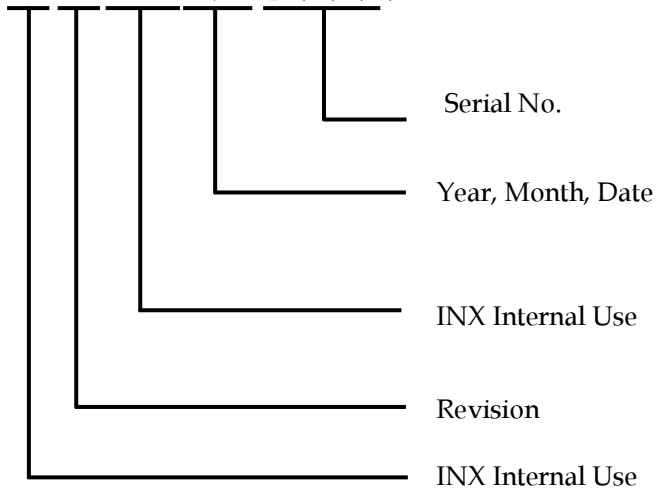 Serial No.
Year, Month, Date
INX Internal Use
Revision
INX Internal Use